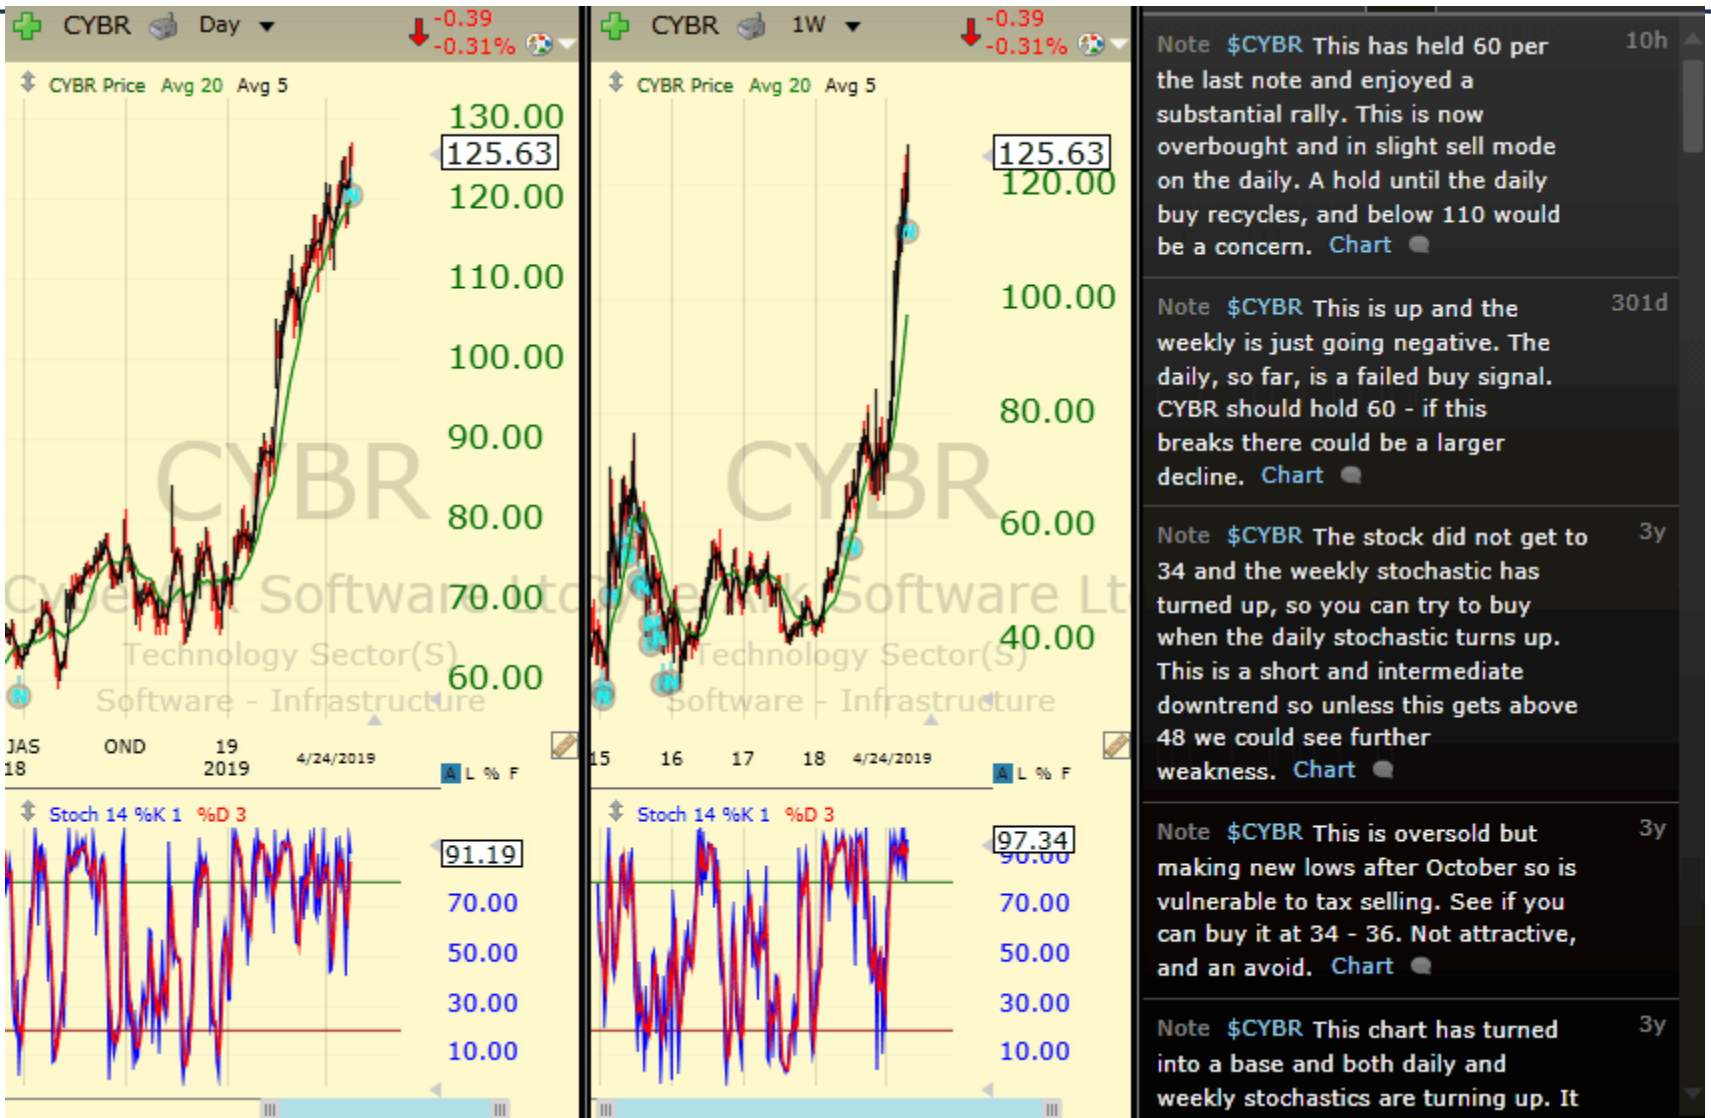 CYBR Day
-0.39
-0.31%
CYBR Price Avg 20 Avg 5
130.00
125.63
120.00
110.00
100.00
90.00
80.00
70.00
60.00
CYBR
CyberArk Software Ltd
Technology Sector(S)
Software - Infrastructure
JAS OND 19
18 2019 4/24/2019
A L % F
Stoch 14 %K 1 %D 3
91.19
70.00
50.00
30.00
10.00
CYBR 1W
-0.39
-0.31%
CYBR Price Avg 20 Avg 5
125.63
120.00
100.00
80.00
60.00
40.00
CYBR
Software Lt
Technology Sector(S)
Software - Infrastructure
15 16 17 18 4/24/2019
A L % F
Stoch 14 %K 1 %D 3
97.34
90.00
70.00
50.00
30.00
10.00
Note $CYBR This has held 60 per 10h
the last note and enjoyed a
substantial rally. This is now
overbought and in slight sell mode
on the daily. A hold until the daily
buy recycles, and below 110 would
be a concern. Chart
Note $CYBR This is up and the 301d
weekly is just going negative. The
daily, so far, is a failed buy signal.
CYBR should hold 60 - if this
breaks there could be a larger
decline. Chart
Note $CYBR The stock did not get to 3y
34 and the weekly stochastic has
turned up, so you can try to buy
when the daily stochastic turns up.
This is a short and intermediate
downtrend so unless this gets above
48 we could see further
weakness. Chart
Note $CYBR This is oversold but 3y
making new lows after October so is
vulnerable to tax selling. See if you
can buy it at 34 - 36. Not attractive,
and an avoid. Chart
Note $CYBR This chart has turned 3y
into a base and both daily and
weekly stochastics are turning up. It